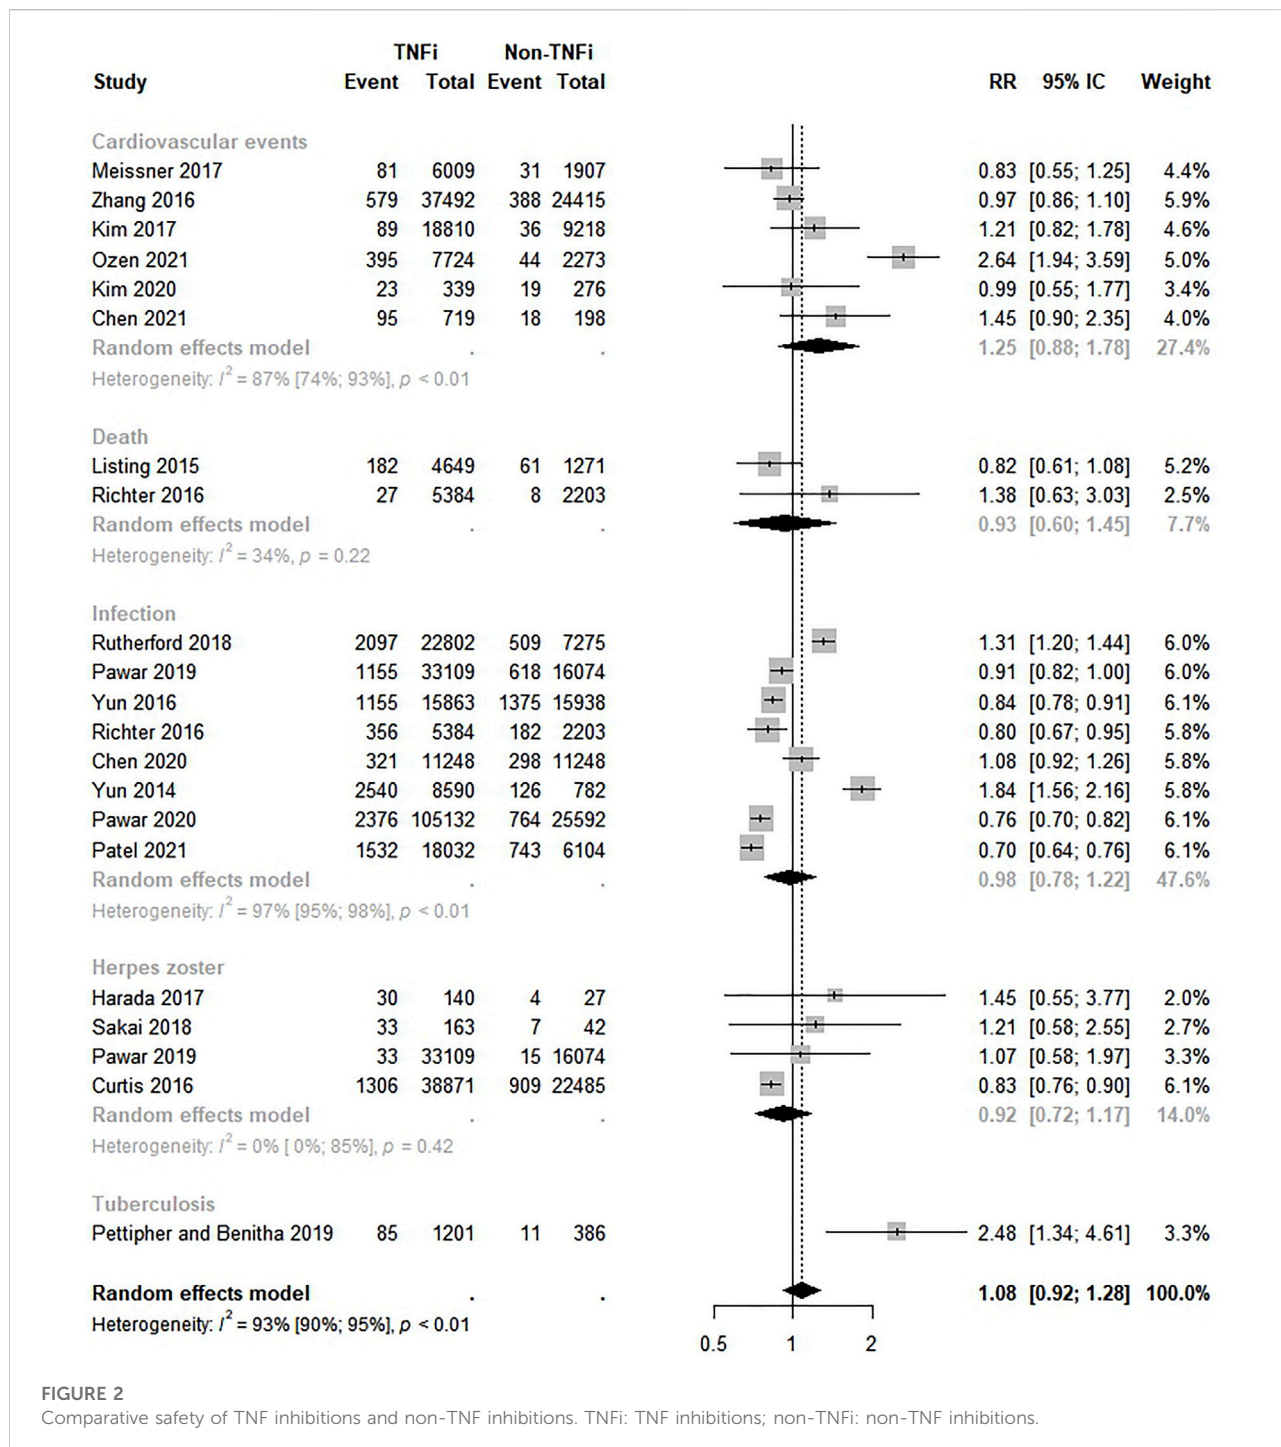 TNFi Non-TNFi
Study Event Total Event Total RR 95% IC Weight
Cardiovascular events
Meissner 2017 81 6009 31 1907 0.83 [0.55; 1.25] 4.4%
Zhang 2016 579 37492 388 24415 0.97 [0.86; 1.10] 5.9%
Kim 2017 89 18810 36 9218 1.21 [0.82; 1.78] 4.6%
Ozen 2021 395 7724 44 2273 2.64 [1.94; 3.59] 5.0%
Kim 2020 23 339 19 276 0.99 [0.55; 1.77] 3.4%
Chen 2021 95 719 18 198 1.45 [0.90; 2.35] 4.0%
Random effects model . . 1.25 [0.88; 1.78] 27.4%
Heterogeneity: I² = 87% [74%; 93%], p < 0.01
Death
Listing 2015 182 4649 61 1271 0.82 [0.61; 1.08] 5.2%
Richter 2016 27 5384 8 2203 1.38 [0.63; 3.03] 2.5%
Random effects model . . 0.93 [0.60; 1.45] 7.7%
Heterogeneity: I² = 34%, p = 0.22
Infection
Rutherford 2018 2097 22802 509 7275 1.31 [1.20; 1.44] 6.0%
Pawar 2019 1155 33109 618 16074 0.91 [0.82; 1.00] 6.0%
Yun 2016 1155 15863 1375 15938 0.84 [0.78; 0.91] 6.1%
Richter 2016 356 5384 182 2203 0.80 [0.67; 0.95] 5.8%
Chen 2020 321 11248 298 11248 1.08 [0.92; 1.26] 5.8%
Yun 2014 2540 8590 126 782 1.84 [1.56; 2.16] 5.8%
Pawar 2020 2376 105132 764 25592 0.76 [0.70; 0.82] 6.1%
Patel 2021 1532 18032 743 6104 0.70 [0.64; 0.76] 6.1%
Random effects model . . 0.98 [0.78; 1.22] 47.6%
Heterogeneity: I² = 97% [95%; 98%], p < 0.01
Herpes zoster
Harada 2017 30 140 4 27 1.45 [0.55; 3.77] 2.0%
Sakai 2018 33 163 7 42 1.21 [0.58; 2.55] 2.7%
Pawar 2019 33 33109 15 16074 1.07 [0.58; 1.97] 3.3%
Curtis 2016 1306 38871 909 22485 0.83 [0.76; 0.90] 6.1%
Random effects model . . 0.92 [0.72; 1.17] 14.0%
Heterogeneity: I² = 0% [ 0%; 85%], p = 0.42
Tuberculosis
Pettipher and Benitha 2019 85 1201 11 386 2.48 [1.34; 4.61] 3.3%
Random effects model . . 1.08 [0.92; 1.28] 100.0%
Heterogeneity: I² = 93% [90%; 95%], p < 0.01
0.5 1 2
FIGURE 2
Comparative safety of TNF inhibitions and non-TNF inhibitions. TNFi: TNF inhibitions; non-TNFi: non-TNF inhibitions.